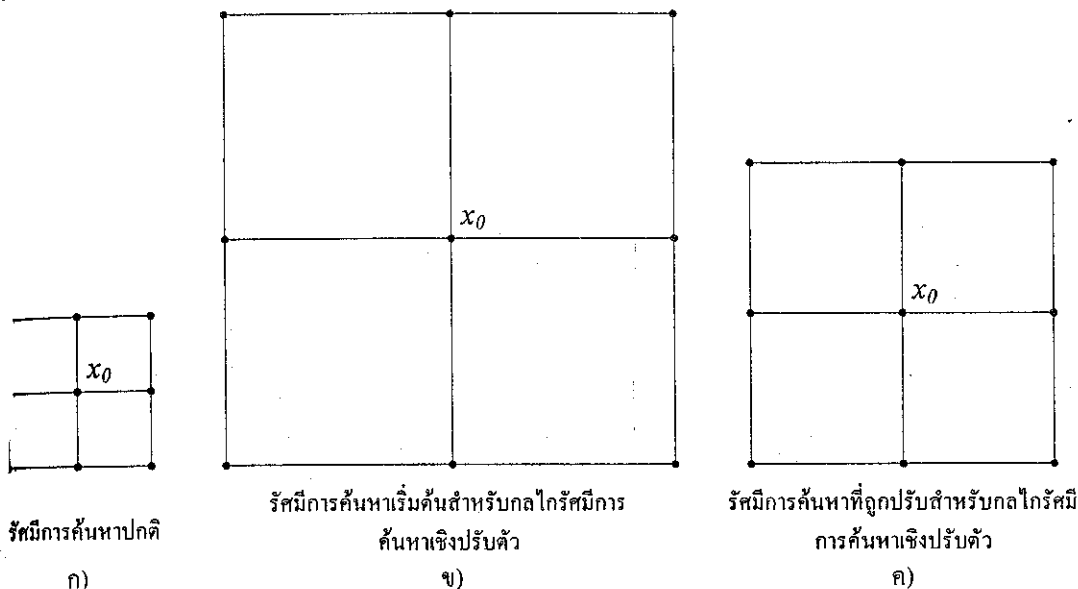 x₀
x₀
x₀
รัศมีการค้นหาปกติ
ก)
รัศมีการค้นหาเริ่มต้นสำหรับกลไกรัศมีการ
ค้นหาเชิงปรับตัว
ข)
รัศมีการค้นหาที่ถูกปรับสำหรับกลไกรัศมี
การค้นหาเชิงปรับตัว
ค)